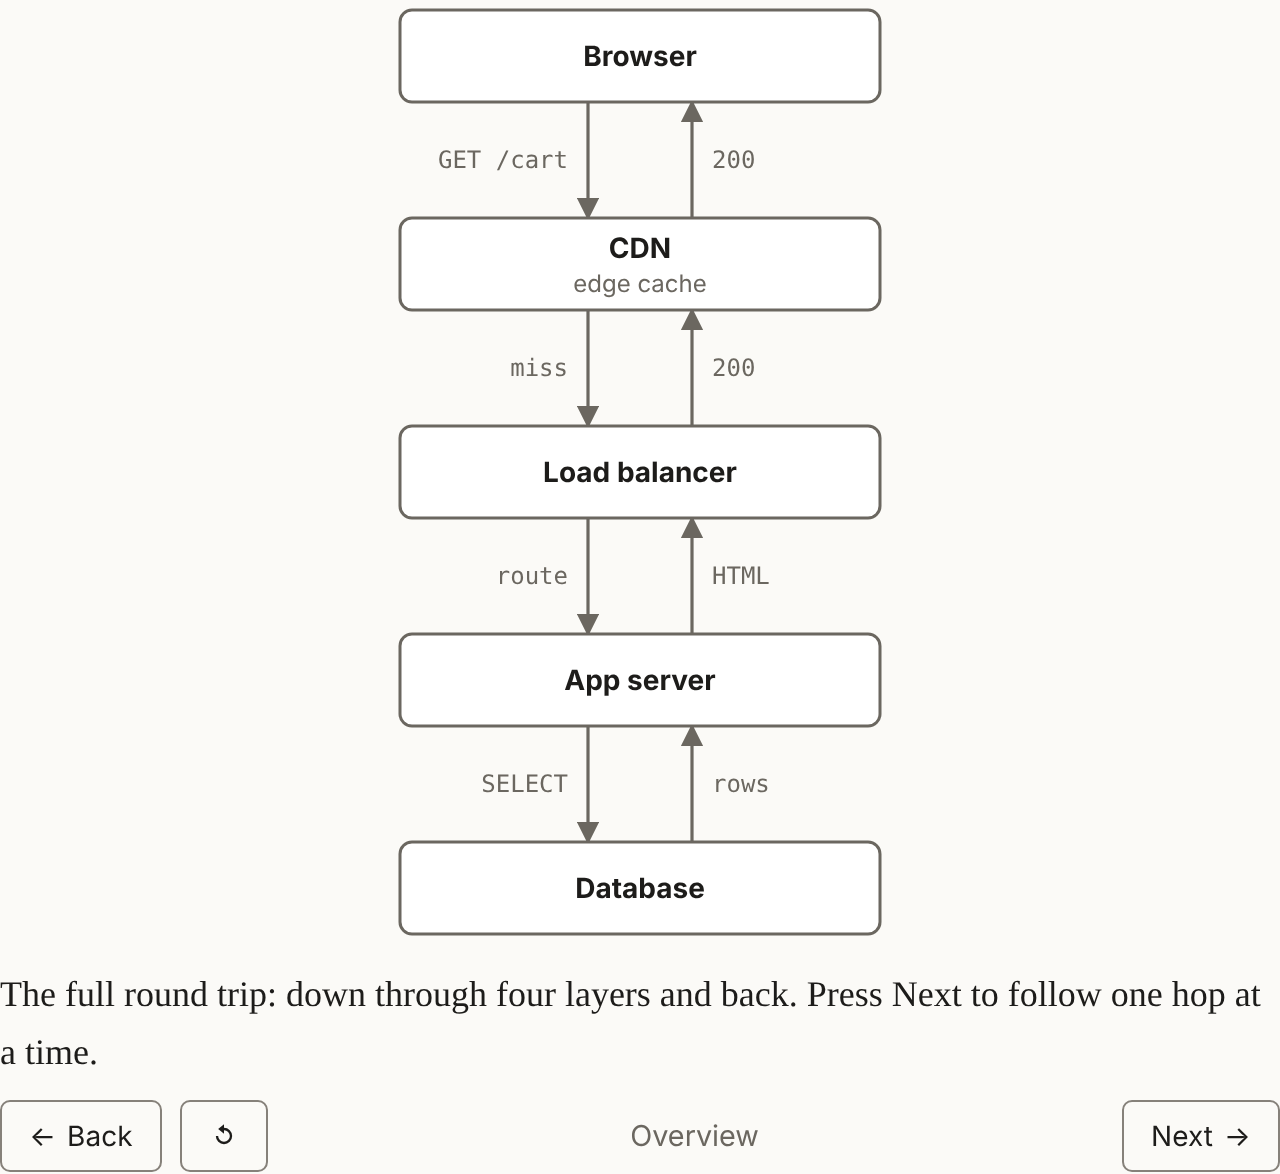 Browser
GET /cart 200
CDN
edge cache
miss 200
Load balancer
route HTML
App server
SELECT rows
Database
The full round trip: down through four layers and back. Press Next to follow one hop at
a time.
← Back ↺ Overview Next →